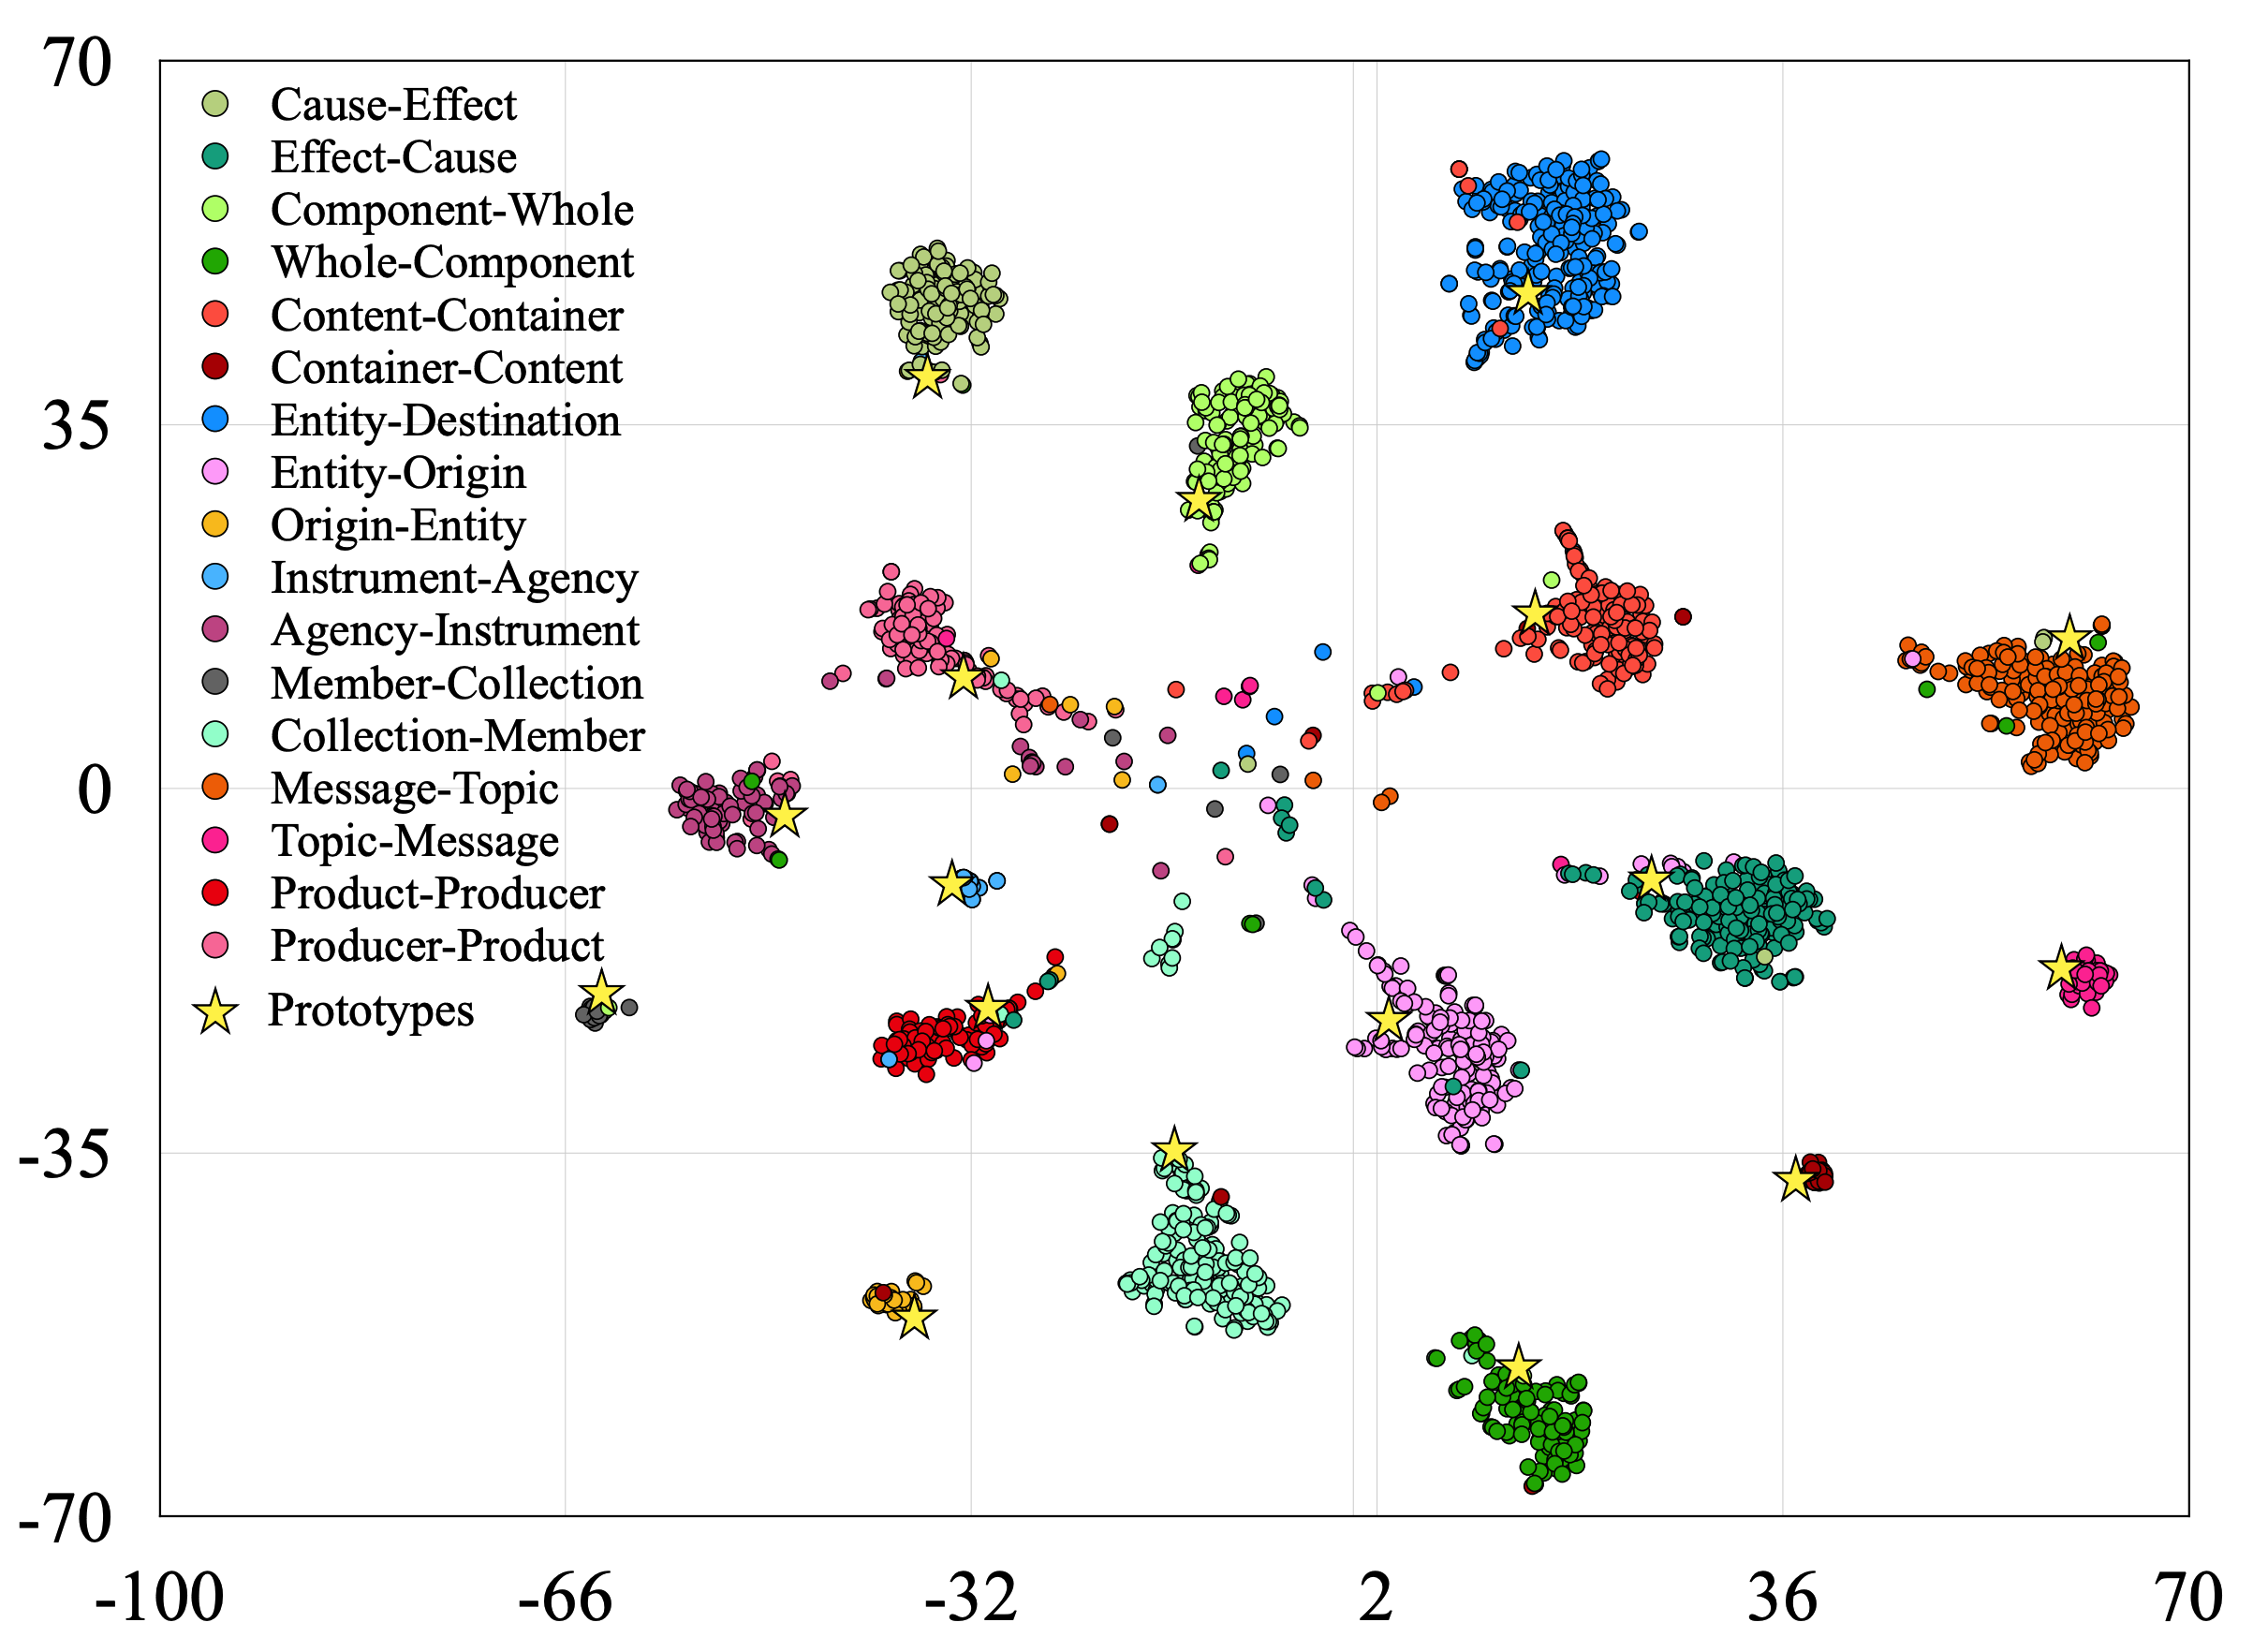 70
Cause-Effect
Effect-Cause
Component-Whole
Whole-Component
Content-Container
Container-Content
35
Entity-Destination
Entity-Origin
Origin-Entity
Instrument-Agency
Agency-Instrument
Member-Collection
Collection-Member
0
Message-Topic
Topic-Message
Product-Producer
Producer-Product
Prototypes
-35
-70
-100 -66 -32 2 36 70